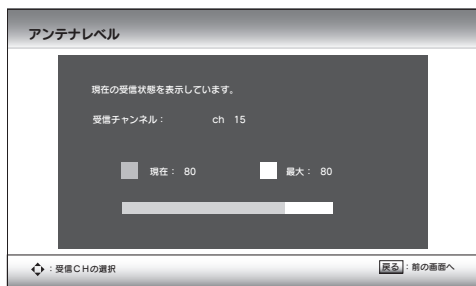 アンテナレベル
現在の受信状態を表示しています。
受信チャンネル： ch 15
現在： 80 最大： 80
：受信CHの選択 戻る：前の画面へ